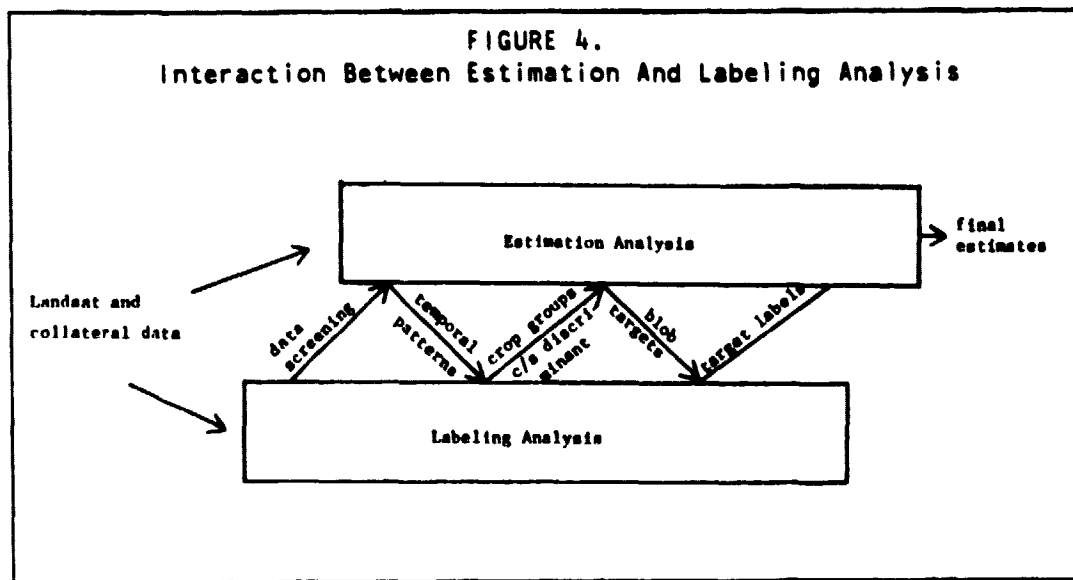 FIGURE 4.
Interaction Between Estimation And Labeling Analysis
Estimation Analysis
final
estimates
Landsat and
collateral data
data
screening
temporal
patterns
crop groups
c/s discri
minant
blob
targets
target labels
Labeling Analysis